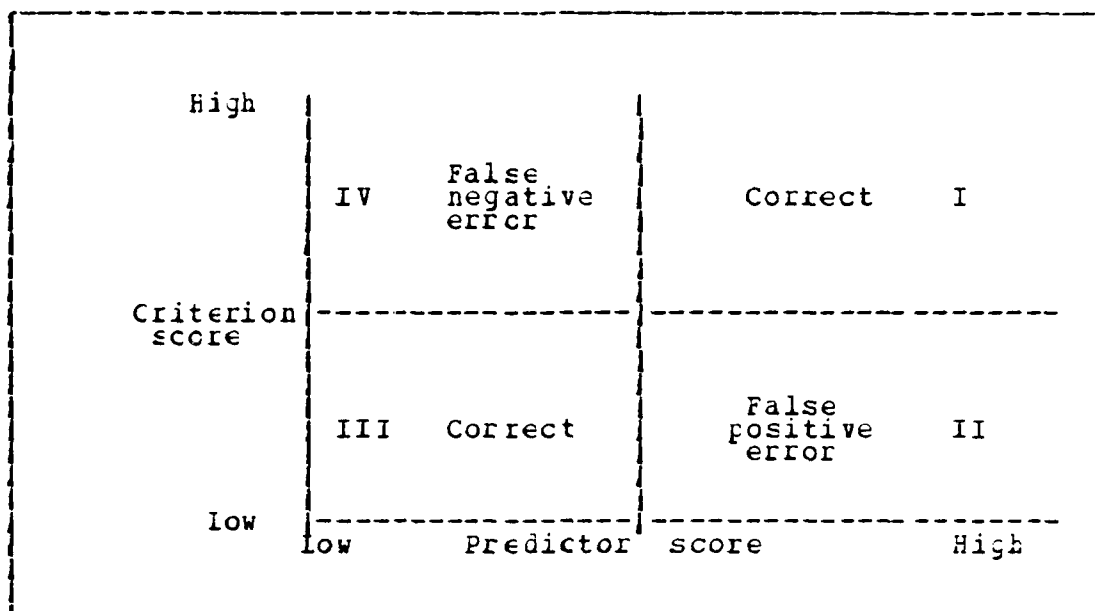 High
IV False negative error
Correct I
Criterion score
III Correct
False positive error II
low
low Predictor score High